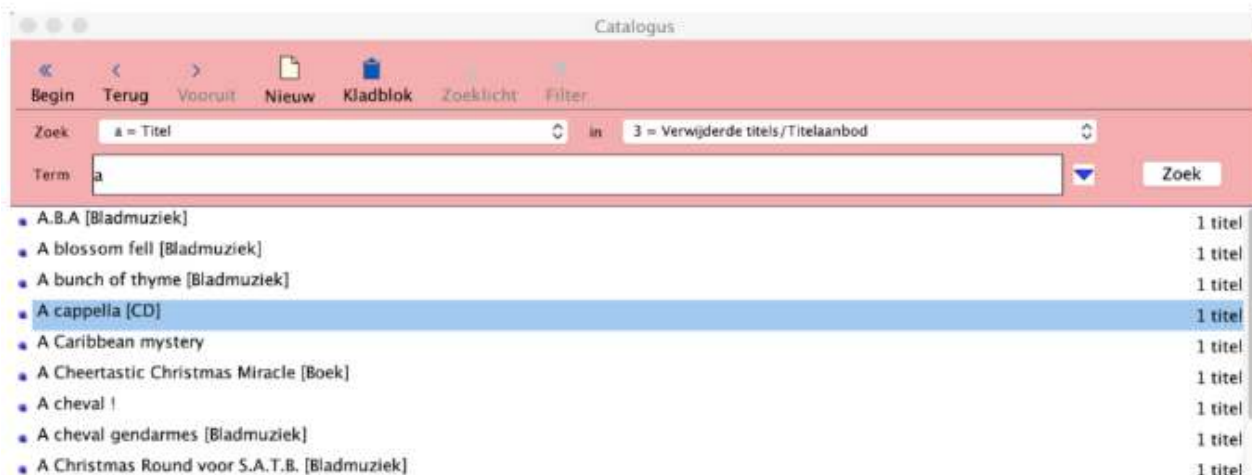 Catalogus
Begin Terug Vooruit Nieuw Kladblok Zoeklicht Filter
Zoek a = Titel in 3 = Verwijderde titels/Titelaanbod
Term a Zoek
A.B.A [Bladmuziek] 1 titel
A blossom fell [Bladmuziek] 1 titel
A bunch of thyme [Bladmuziek] 1 titel
A cappella [CD] 1 titel
A Caribbean mystery 1 titel
A Cheertastic Christmas Miracle [Boek] 1 titel
A cheval ! 1 titel
A cheval gendarmes [Bladmuziek] 1 titel
A Christmas Round voor S.A.T.B. [Bladmuziek] 1 titel